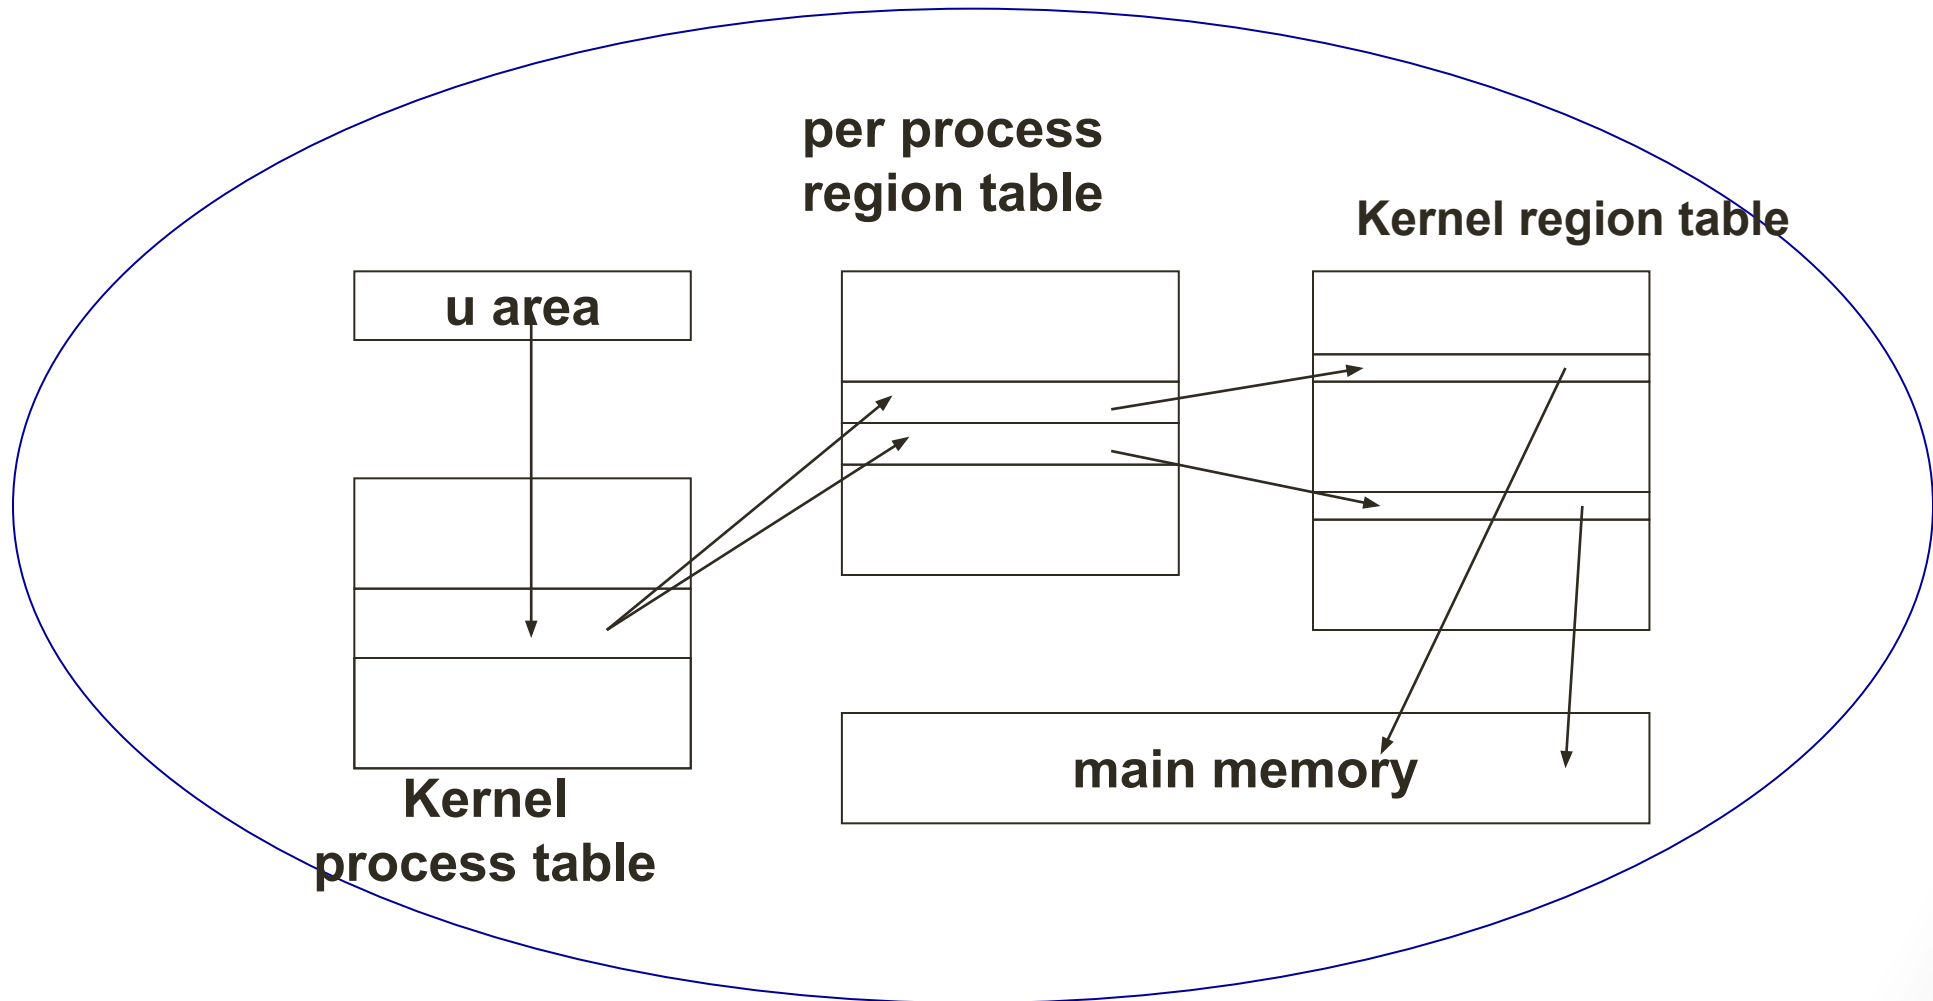 per process
region table
Kernel region table
u area
main memory
Kernel
process table